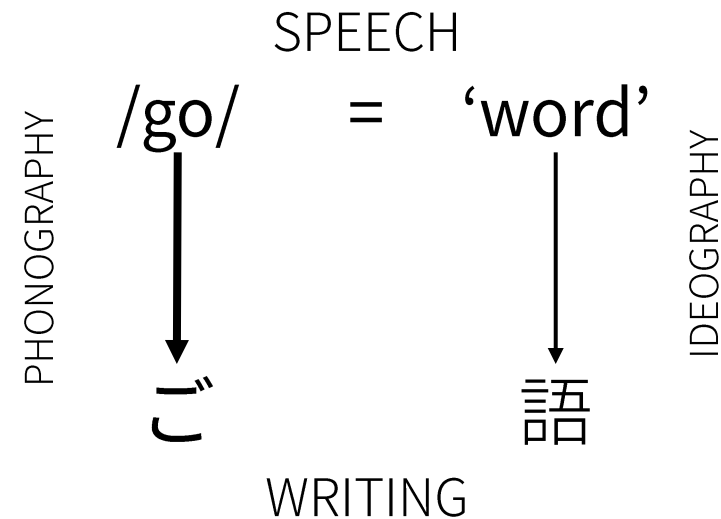 SPEECH
/go/ = ‘word’
PHONOGRAPHY
IDEOGRAPHY
ご 語
WRITING